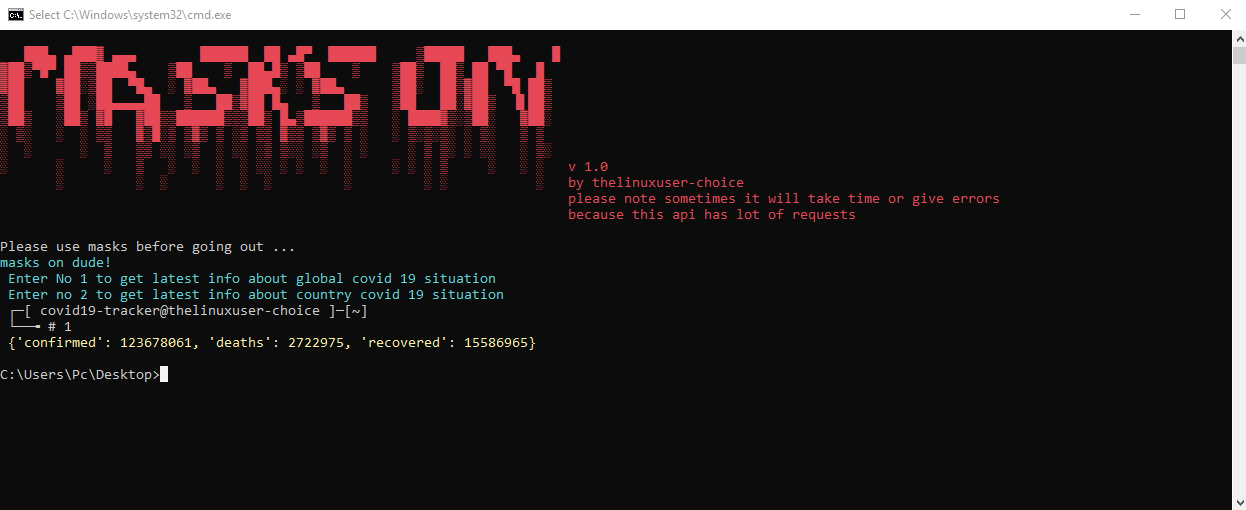 Select C:\Windows\system32\cmd.exe
MASKS ON
v 1.0
by thelinuxuser-choice
please note sometimes it will take time or give errors
because this api has lot of requests
Please use masks before going out ...
masks on dude!
Enter No 1 to get latest info about global covid 19 situation
Enter no 2 to get latest info about country covid 19 situation
┌─[ covid19-tracker@thelinuxuser-choice ]─[~]
└──╼ # 1
{'confirmed': 123678061, 'deaths': 2722975, 'recovered': 15586965}
C:\Users\Pc\Desktop>